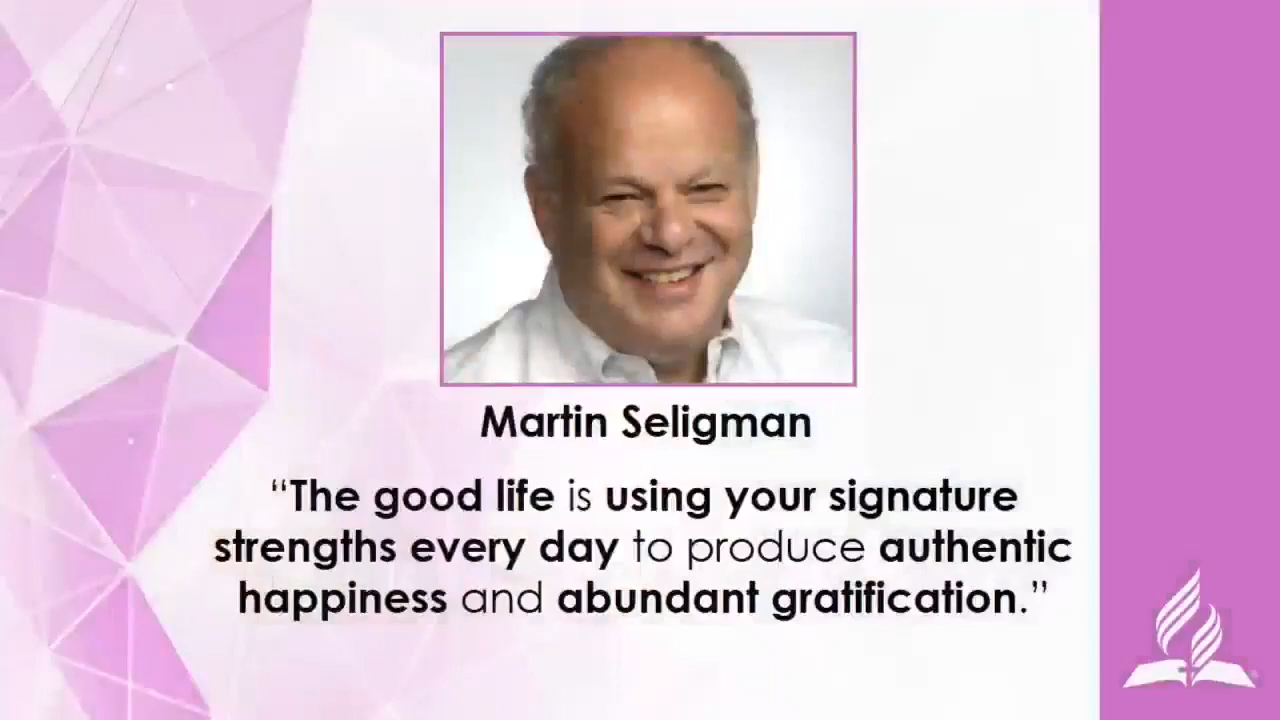 Martin Seligman
“The good life is using your signature
strengths every day to produce authentic
happiness and abundant gratification.”